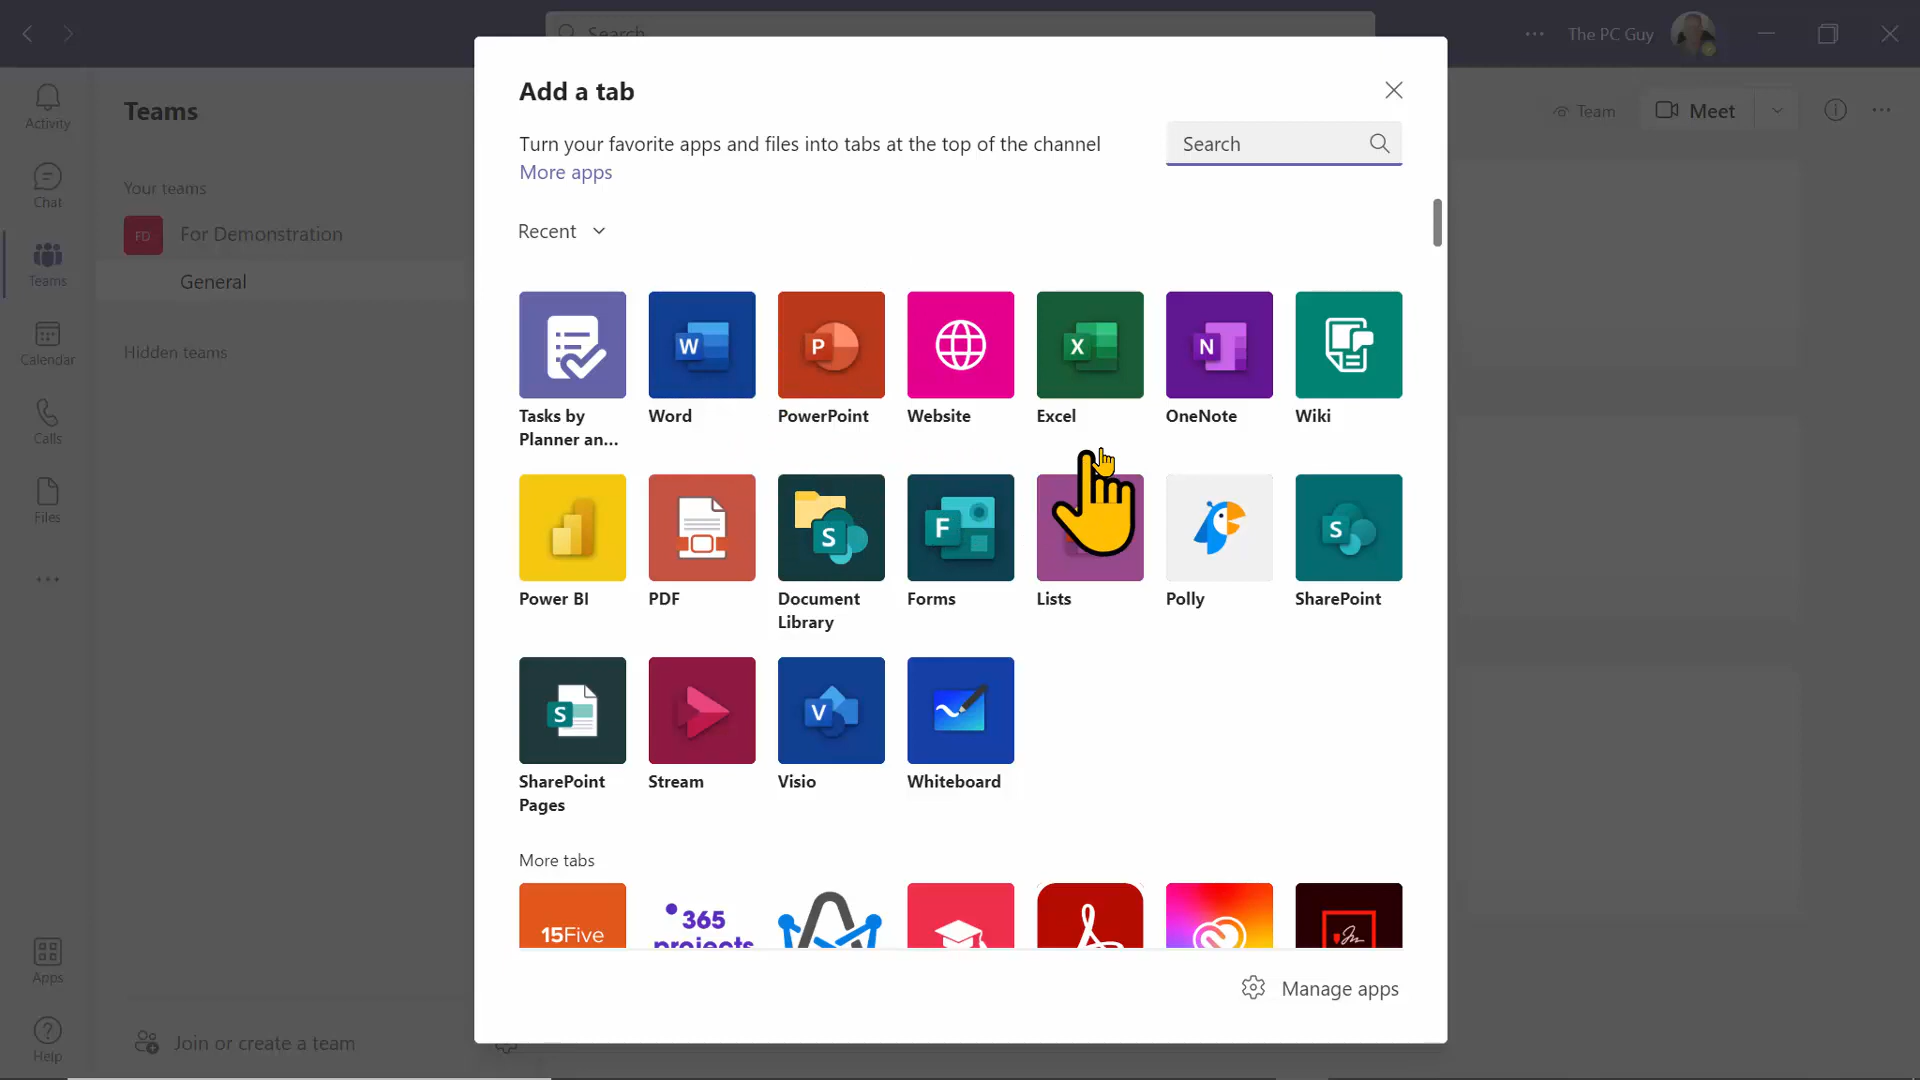 Search
The PC Guy
Activity
Chat
Teams
Calendar
Calls
Files
Apps
Help
Teams
Your teams
FD
For Demonstration
General
Hidden teams
Join or create a team
Team
Meet
Add a tab
Turn your favorite apps and files into tabs at the top of the channel
More apps
Search
Recent
W
P
X
N
Tasks by
Planner an...
Word
PowerPoint
Website
Excel
OneNote
Wiki
S
F
S
Power BI
PDF
Document
Library
Forms
Lists
Polly
SharePoint
S
V
SharePoint
Pages
Stream
Visio
Whiteboard
More tabs
15Five
365
projects
Manage apps